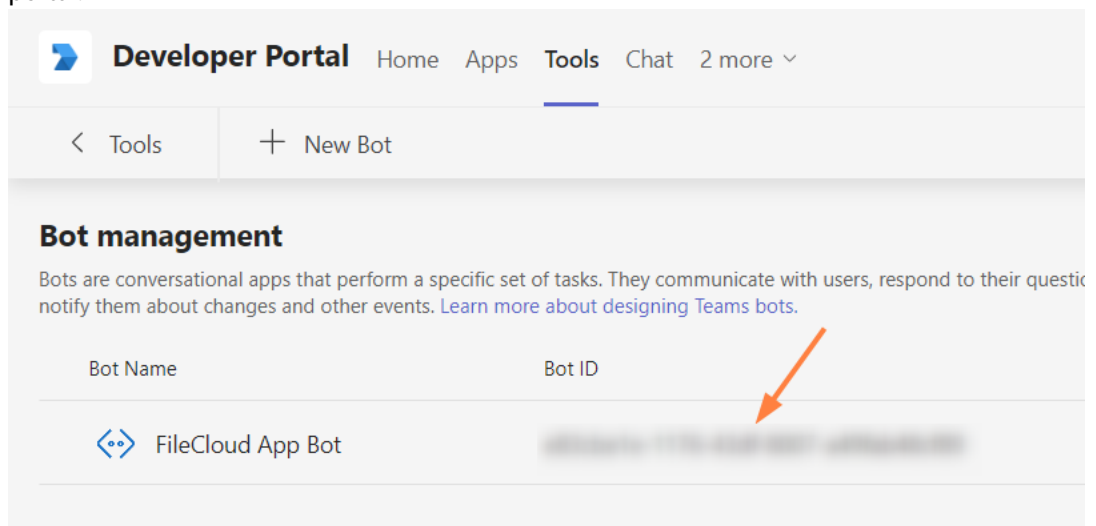 Developer Portal Home Apps Tools Chat 2 more
Tools New Bot
Bot management
Bots are conversational apps that perform a specific set of tasks. They communicate with users, respond to their
notify them about changes and other events. Learn more about designing Teams bots.
Bot Name Bot ID
FileCloud App Bot